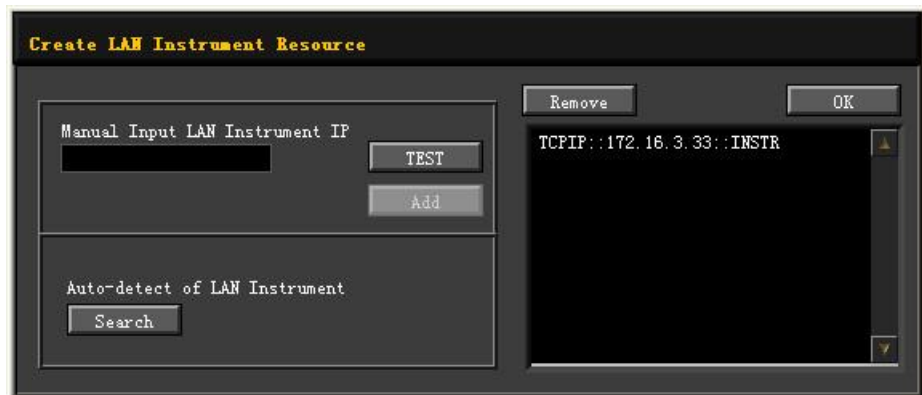 Create LAN Instrument Resource
Manual Input LAN Instrument IP
TEST
Add
Auto-detect of LAN Instrument
Search
Remove
OK
TCPIP::172.16.3.33::INSTR